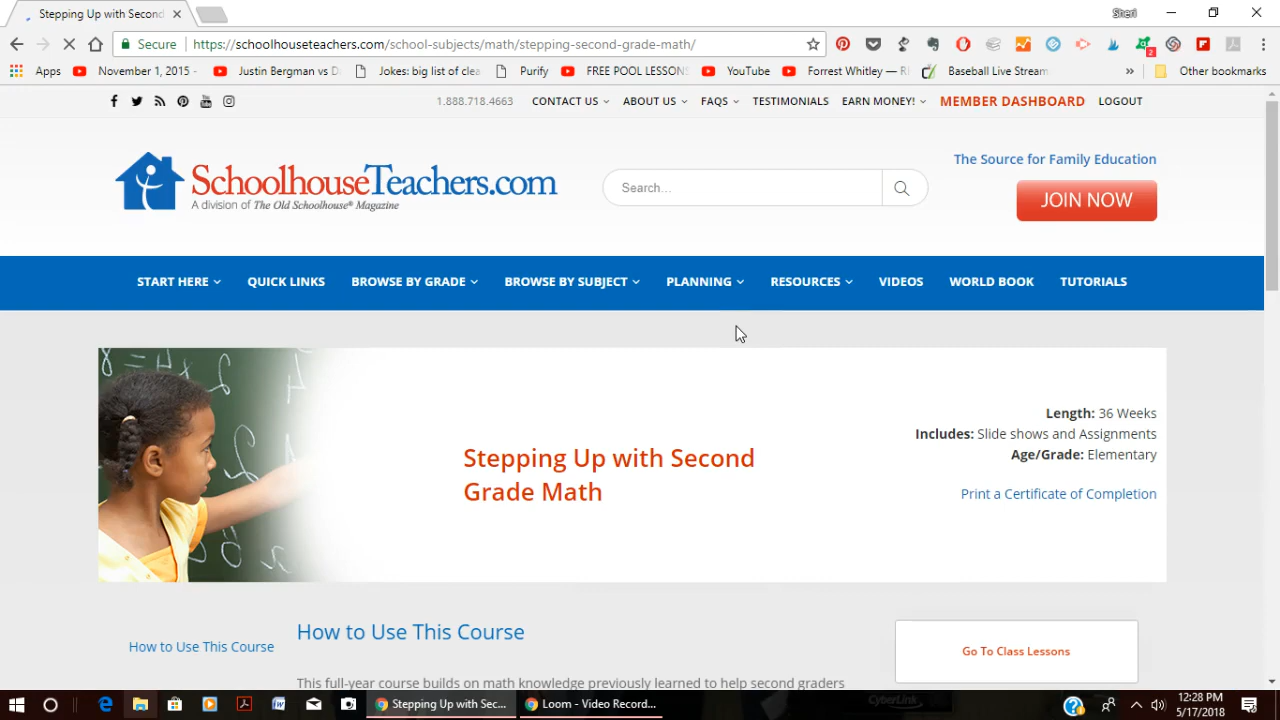 Stepping Up with Second
Sheri
Secure
https://schoolhouseteachers.com/school-subjects/math/stepping-second-grade-math/
2
Apps
November 1, 2015 -
Justin Bergman vs D
Jokes: big list of clea
Purify
FREE POOL LESSONS
YouTube
Forrest Whitley — R
Baseball Live Stream
»
Other bookmarks
1.888.718.4663
CONTACT US
ABOUT US
FAQS
TESTIMONIALS
EARN MONEY!
MEMBER DASHBOARD
LOGOUT
SchoolhouseTeachers.com
A division of The Old Schoolhouse® Magazine
Search...
The Source for Family Education
JOIN NOW
START HERE
QUICK LINKS
BROWSE BY GRADE
BROWSE BY SUBJECT
PLANNING
RESOURCES
VIDEOS
WORLD BOOK
TUTORIALS
Stepping Up with Second
Grade Math
Length: 36 Weeks
Includes: Slide shows and Assignments
Age/Grade: Elementary
Print a Certificate of Completion
How to Use This Course
How to Use This Course
This full-year course builds on math knowledge previously learned to help second graders
Go To Class Lessons
Stepping Up with Sec...
Loom - Video Record...
CyberLink
12:28 PM
5/17/2018